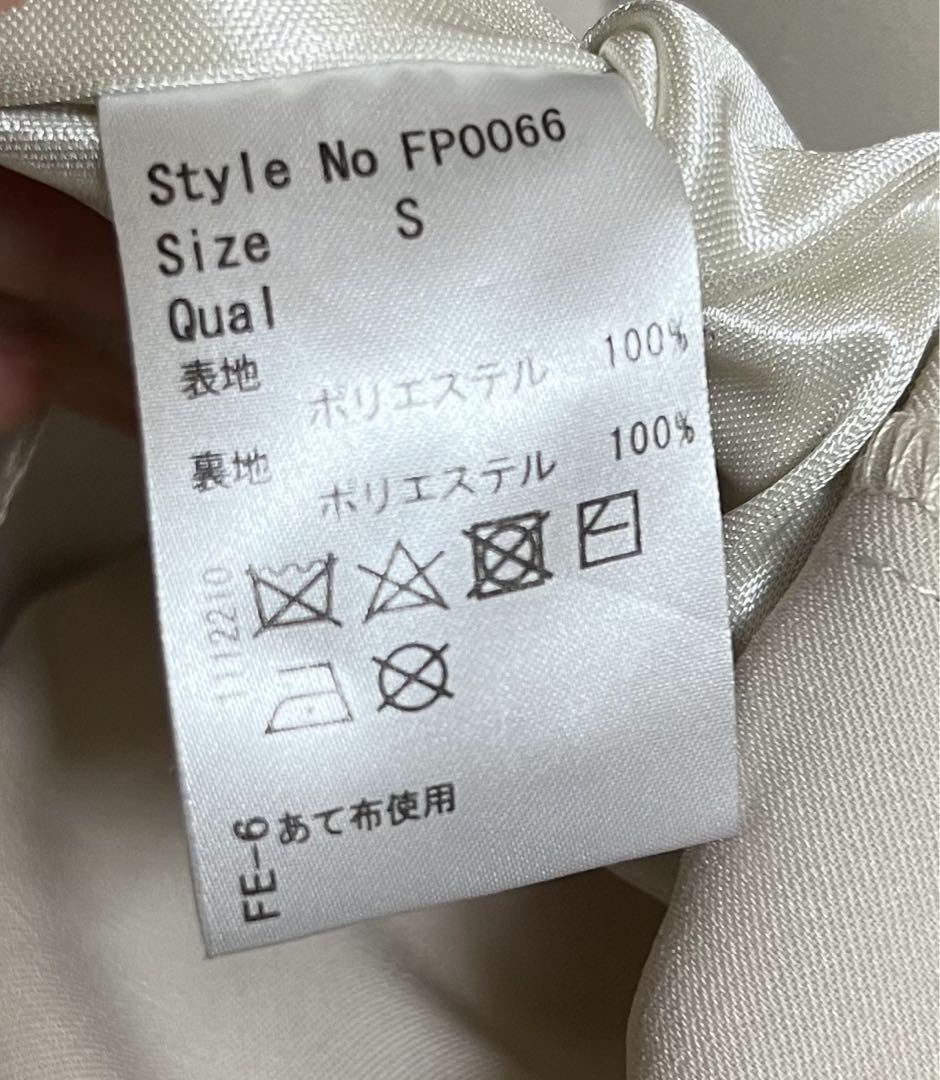 Style No FP0066
Size S
Qual
表地
ポリエステル 100%
裏地
ポリエステル 100%
112210
FE-6
あて布使用